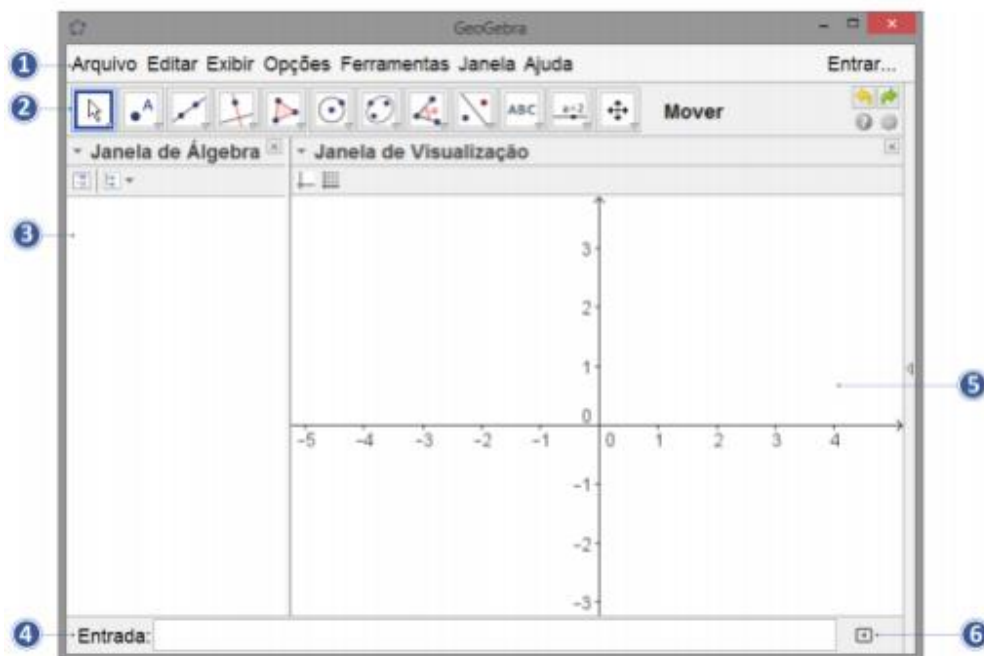 GeoGebra
1 Arquivo Editar Exibir Opções Ferramentas Janela Ajuda Entrar...
2 A ABC a=2 Mover
Janela de Álgebra Janela de Visualização
3
3
2
1
5
0
-5 -4 -3 -2 -1 0 1 2 3 4
-1
-2
-3
4 Entrada: 6